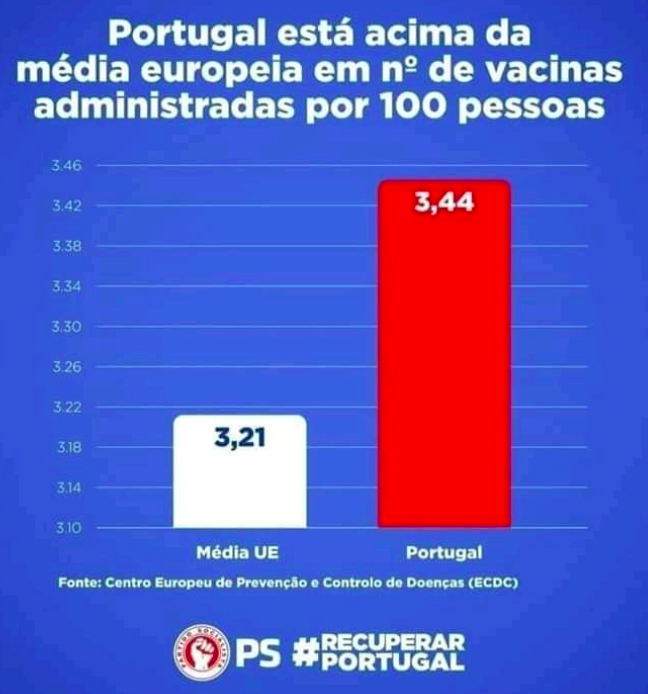 Portugal está acima da
média europeia em nº de vacinas
administradas por 100 pessoas
3.46
3.42
3,44
3.38
3.34
3.30
3.26
3.22
3,21
3.18
3.14
3.10
Média UE Portugal
Fonte: Centro Europeu de Prevenção e Controlo de Doenças (ECDC)
PARTIDO SOCIALISTA
PS #RECUPERAR
PORTUGAL